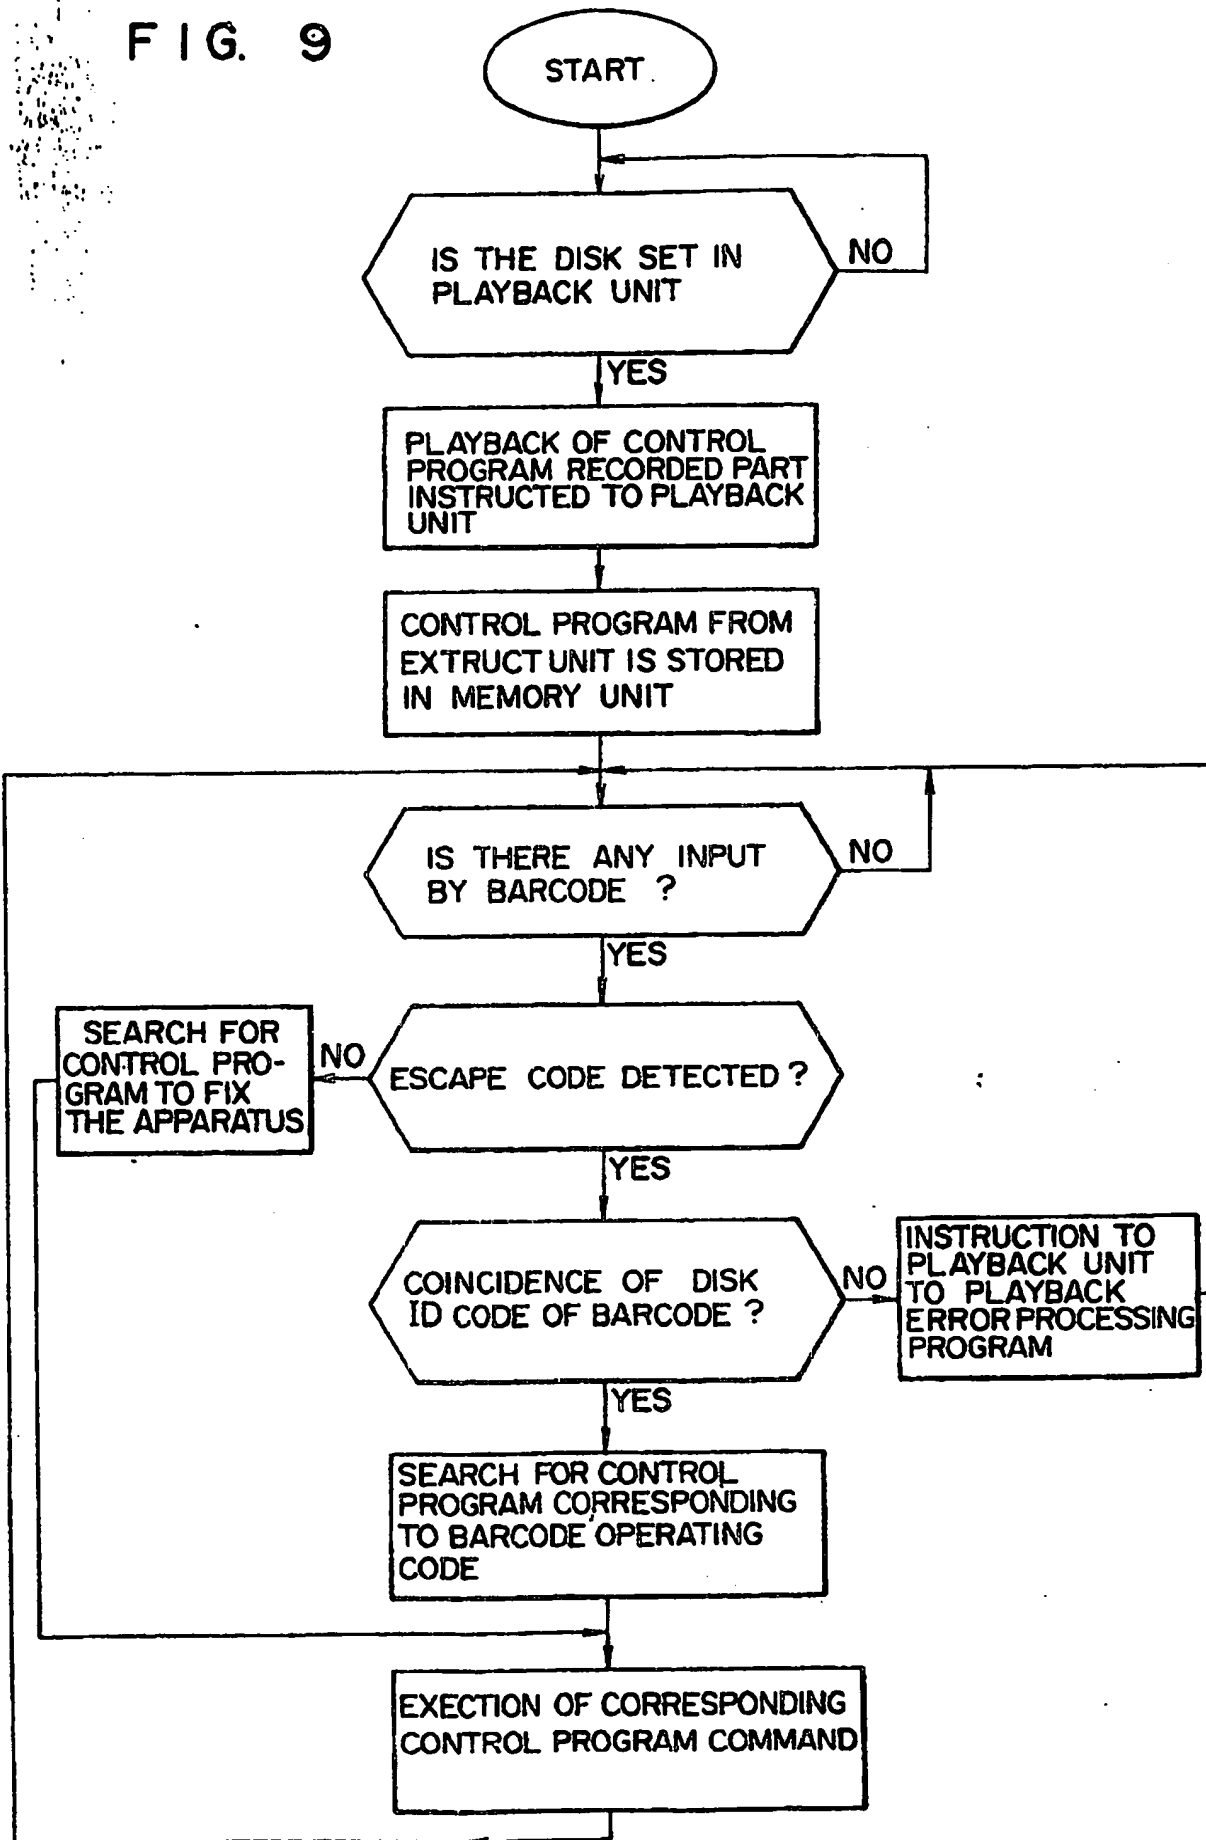 FIG. 9
START
IS THE DISK SET IN
PLAYBACK UNIT
NO
YES
PLAYBACK OF CONTROL
PROGRAM RECORDED PART
INSTRUCTED TO PLAYBACK
UNIT
CONTROL PROGRAM FROM
EXTRUCT UNIT IS STORED
IN MEMORY UNIT
IS THERE ANY INPUT
BY BARCODE ?
NO
YES
ESCAPE CODE DETECTED ?
NO
SEARCH FOR
CONTROL PRO-
GRAM TO FIX
THE APPARATUS
YES
COINCIDENCE OF DISK
ID CODE OF BARCODE ?
NO
INSTRUCTION TO
PLAYBACK UNIT
TO PLAYBACK
ERROR PROCESSING
PROGRAM
YES
SEARCH FOR CONTROL
PROGRAM CORRESPONDING
TO BARCODE OPERATING
CODE
EXECTION OF CORRESPONDING
CONTROL PROGRAM COMMAND